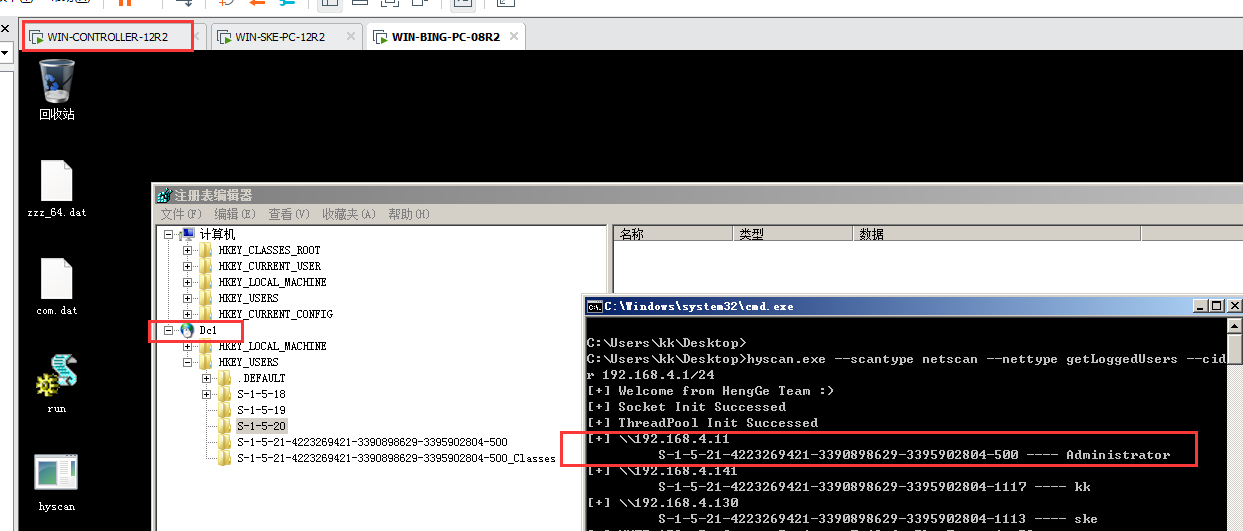 WIN-CONTROLLER-12R2
WIN-SKE-PC-12R2
WIN-BING-PC-08R2
回收站
zzz_64.dat
com.dat
run
hyscan
注册表编辑器
文件(F) 编辑(E) 查看(V) 收藏夹(A) 帮助(H)
计算机
HKEY_CLASSES_ROOT
HKEY_CURRENT_USER
HKEY_LOCAL_MACHINE
HKEY_USERS
HKEY_CURRENT_CONFIG
Dc1
HKEY_LOCAL_MACHINE
HKEY_USERS
.DEFAULT
S-1-5-18
S-1-5-19
S-1-5-20
S-1-5-21-4223269421-3390898629-3395902804-500
S-1-5-21-4223269421-3390898629-3395902804-500_Classes
名称 类型 数据
C:\Windows\system32\cmd.exe
C:\Users\kk\Desktop>
C:\Users\kk\Desktop>hyscan.exe --scantype netscan --nettype getLoggedUsers --cid
r 192.168.4.1/24
[+] Welcome from HengGe Team :)
[+] Socket Init Successed
[+] ThreadPool Init Successed
[+] \\192.168.4.11
S-1-5-21-4223269421-3390898629-3395902804-500 ---- Administrator
[+] \\192.168.4.141
S-1-5-21-4223269421-3390898629-3395902804-1117 ---- kk
[+] \\192.168.4.130
S-1-5-21-4223269421-3390898629-3395902804-1113 ---- ske